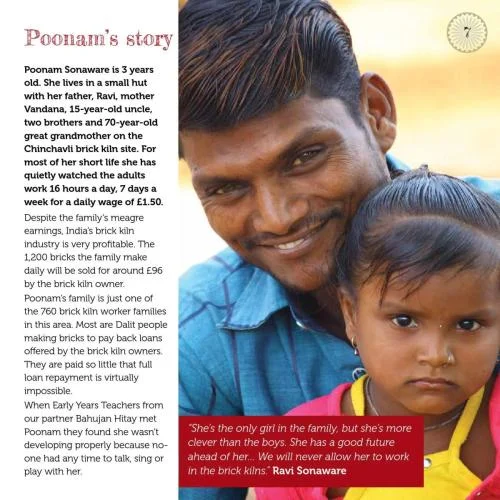 Poonam's story
7
Poonam Sonaware is 3 years
old. She lives in a small hut
with her father, Ravi, mother
Vandana, 15-year-old uncle,
two brothers and 70-year-old
great grandmother on the
Chinchavli brick kiln site. For
most of her short life she has
quietly watched the adults
work 16 hours a day, 7 days a
week for a daily wage of £1.50.
Despite the family's meagre
earnings, India's brick kiln
industry is very profitable. The
1,200 bricks the family make
daily will be sold for around £96
by the brick kiln owner.
Poonam's family is just one of
the 760 brick kiln worker families
in this area. Most are Dalit people
making bricks to pay back loans
offered by the brick kiln owners.
They are paid so little that full
loan repayment is virtually
impossible.
When Early Years Teachers from
our partner Bahujan Hitay met
Poonam they found she wasn't
developing properly because no-
one had any time to talk, sing or
play with her.
"She's the only girl in the family, but she's more
clever than the boys. She has a good future
ahead of her... We will never allow her to work
in the brick kilns." Ravi Sonaware